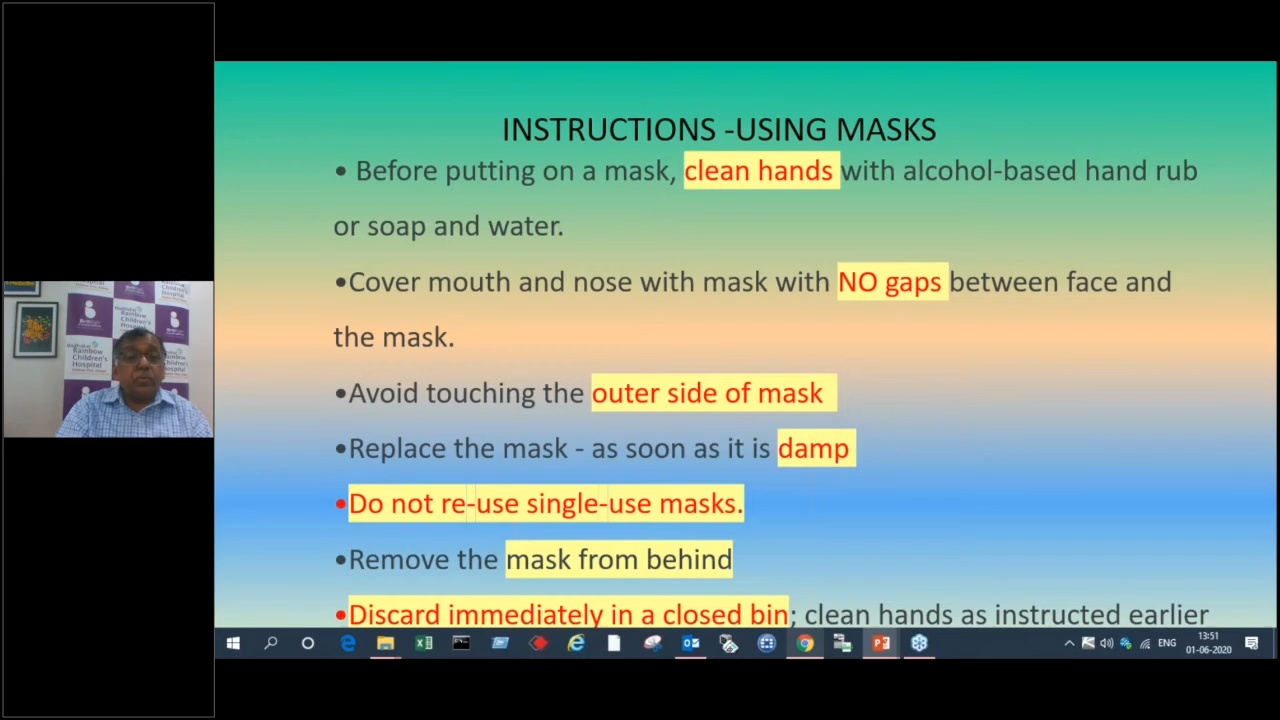 INSTRUCTIONS -USING MASKS
• Before putting on a mask, clean hands with alcohol-based hand rub
or soap and water.
•Cover mouth and nose with mask with NO gaps between face and
the mask.
•Avoid touching the outer side of mask
•Replace the mask - as soon as it is damp
•Do not re-use single-use masks.
•Remove the mask from behind
•Discard immediately in a closed bin; clean hands as instructed earlier
Rainbow
Children's
Hospital
ENG
13:51
01-06-2020